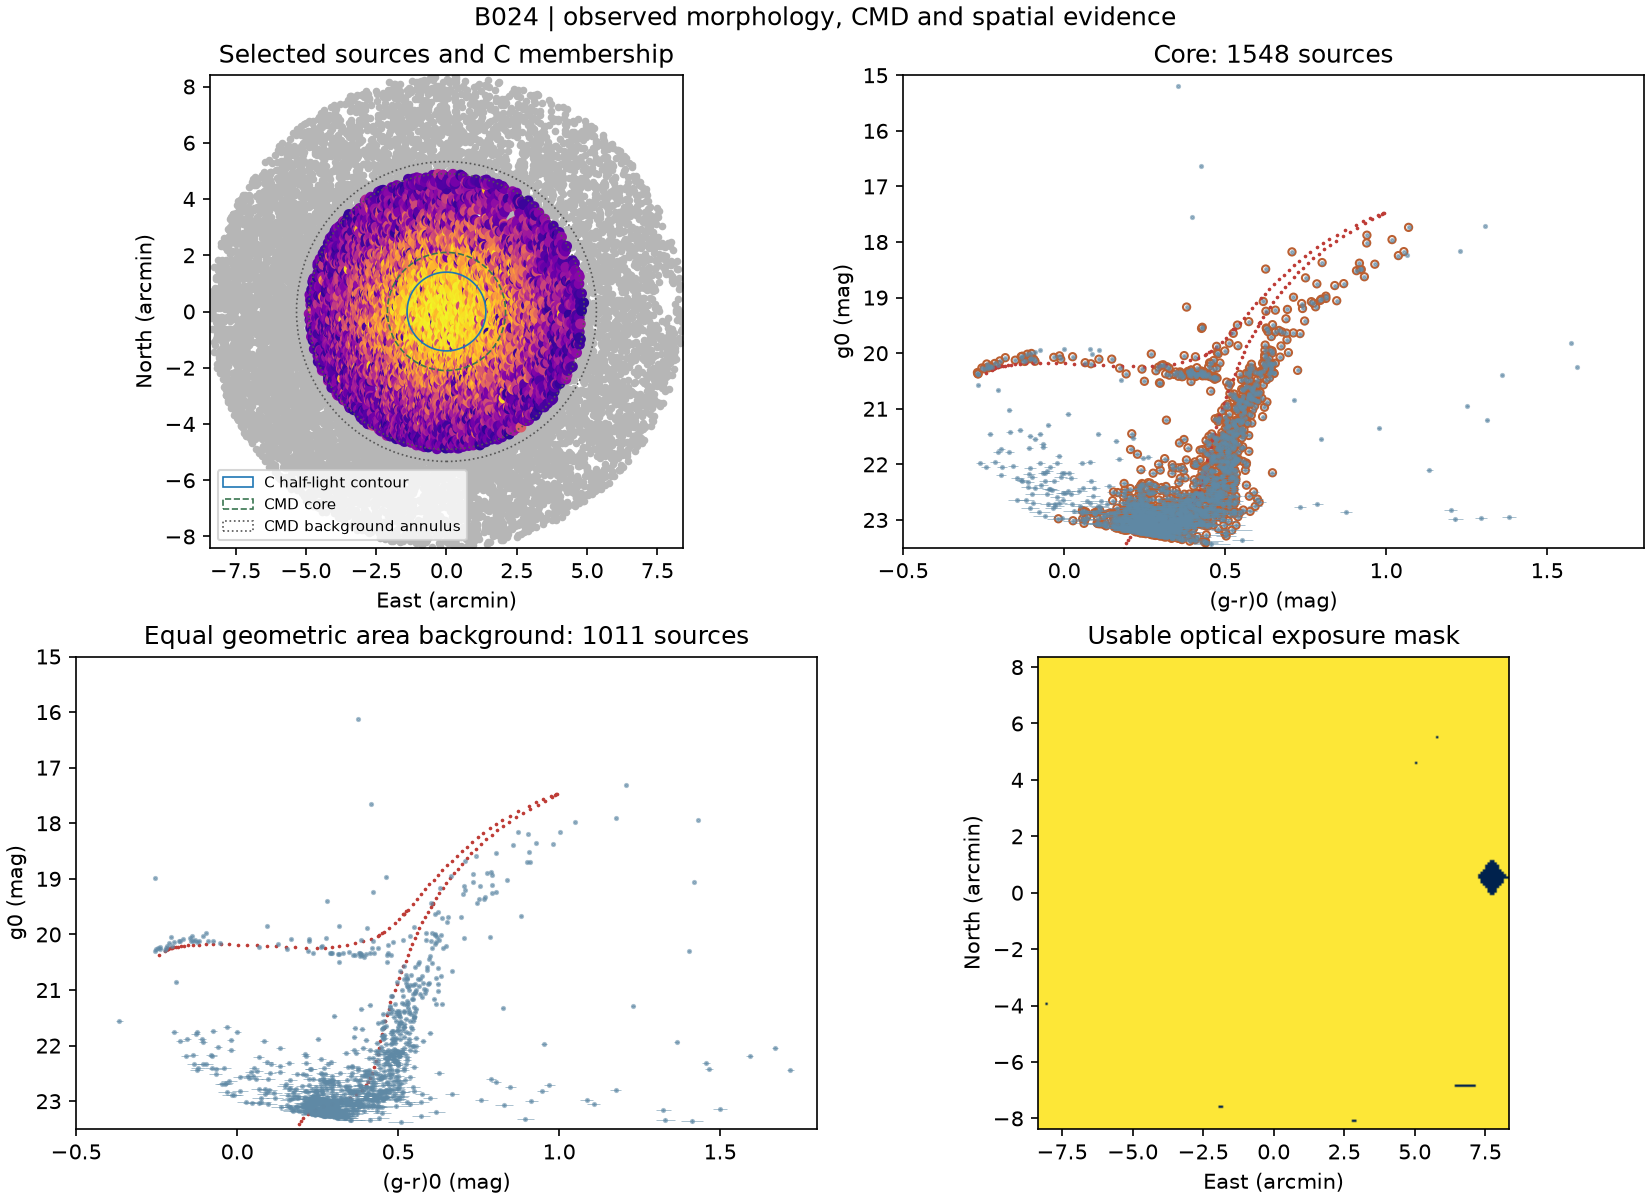 B024 | observed morphology, CMD and spatial evidence
Selected sources and C membership
8
6
4
2
0
−2
−4
−6
−8
North (arcmin)
C half-light contour
CMD core
CMD background annulus
−7.5 −5.0 −2.5 0.0 2.5 5.0 7.5
East (arcmin)
Core: 1548 sources
15
16
17
18
19
20
21
22
23
g0 (mag)
−0.5 0.0 0.5 1.0 1.5
(g-r)0 (mag)
Equal geometric area background: 1011 sources
15
16
17
18
19
20
21
22
23
g0 (mag)
−0.5 0.0 0.5 1.0 1.5
(g-r)0 (mag)
Usable optical exposure mask
8
6
4
2
0
−2
−4
−6
−8
North (arcmin)
−7.5 −5.0 −2.5 0.0 2.5 5.0 7.5
East (arcmin)